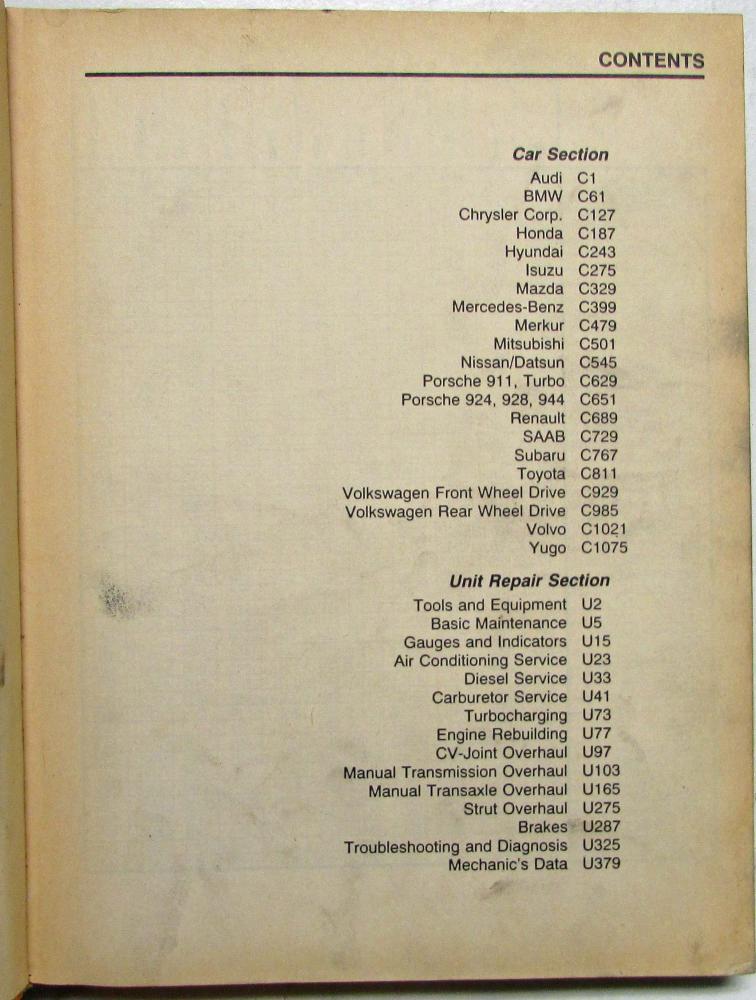 CONTENTS
Car Section
Audi C1
BMW C61
Chrysler Corp. C127
Honda C187
Hyundai C243
Isuzu C275
Mazda C329
Mercedes-Benz C399
Merkur C479
Mitsubishi C501
Nissan/Datsun C545
Porsche 911, Turbo C629
Porsche 924, 928, 944 C651
Renault C689
SAAB C729
Subaru C767
Toyota C811
Volkswagen Front Wheel Drive C929
Volkswagen Rear Wheel Drive C985
Volvo C1021
Yugo C1075
Unit Repair Section
Tools and Equipment U2
Basic Maintenance U5
Gauges and Indicators U15
Air Conditioning Service U23
Diesel Service U33
Carburetor Service U41
Turbocharging U73
Engine Rebuilding U77
CV-Joint Overhaul U97
Manual Transmission Overhaul U103
Manual Transaxle Overhaul U165
Strut Overhaul U275
Brakes U287
Troubleshooting and Diagnosis U325
Mechanic's Data U379